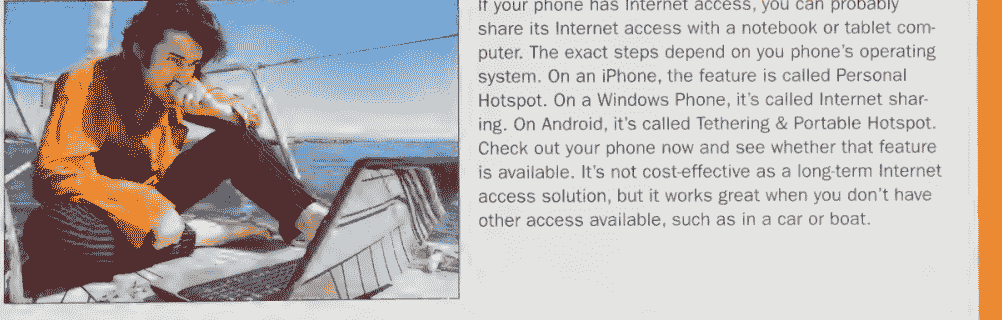 If your phone has Internet access, you can probably
share its Internet access with a notebook or tablet com-
puter. The exact steps depend on you phone's operating
system. On an iPhone, the feature is called Personal
Hotspot. On a Windows Phone, it's called Internet shar-
ing. On Android, it's called Tethering & Portable Hotspot.
Check out your phone now and see whether that feature
is available. It's not cost-effective as a long-term Internet
access solution, but it works great when you don't have
other access available, such as in a car or boat.